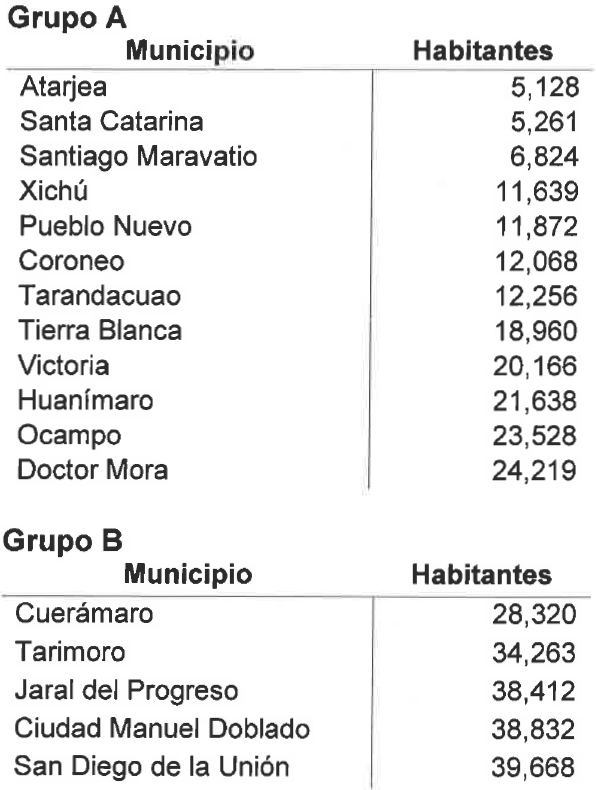 Grupo A
Municipio Habitantes
Atarjea 5,128
Santa Catarina 5,261
Santiago Maravatio 6,824
Xichú 11,639
Pueblo Nuevo 11,872
Coroneo 12,068
Tarandacuao 12,256
Tierra Blanca 18,960
Victoria 20,166
Huanímaro 21,638
Ocampo 23,528
Doctor Mora 24,219
Grupo B
Municipio Habitantes
Cuerámaro 28,320
Tarimoro 34,263
Jaral del Progreso 38,412
Ciudad Manuel Doblado 38,832
San Diego de la Unión 39,668